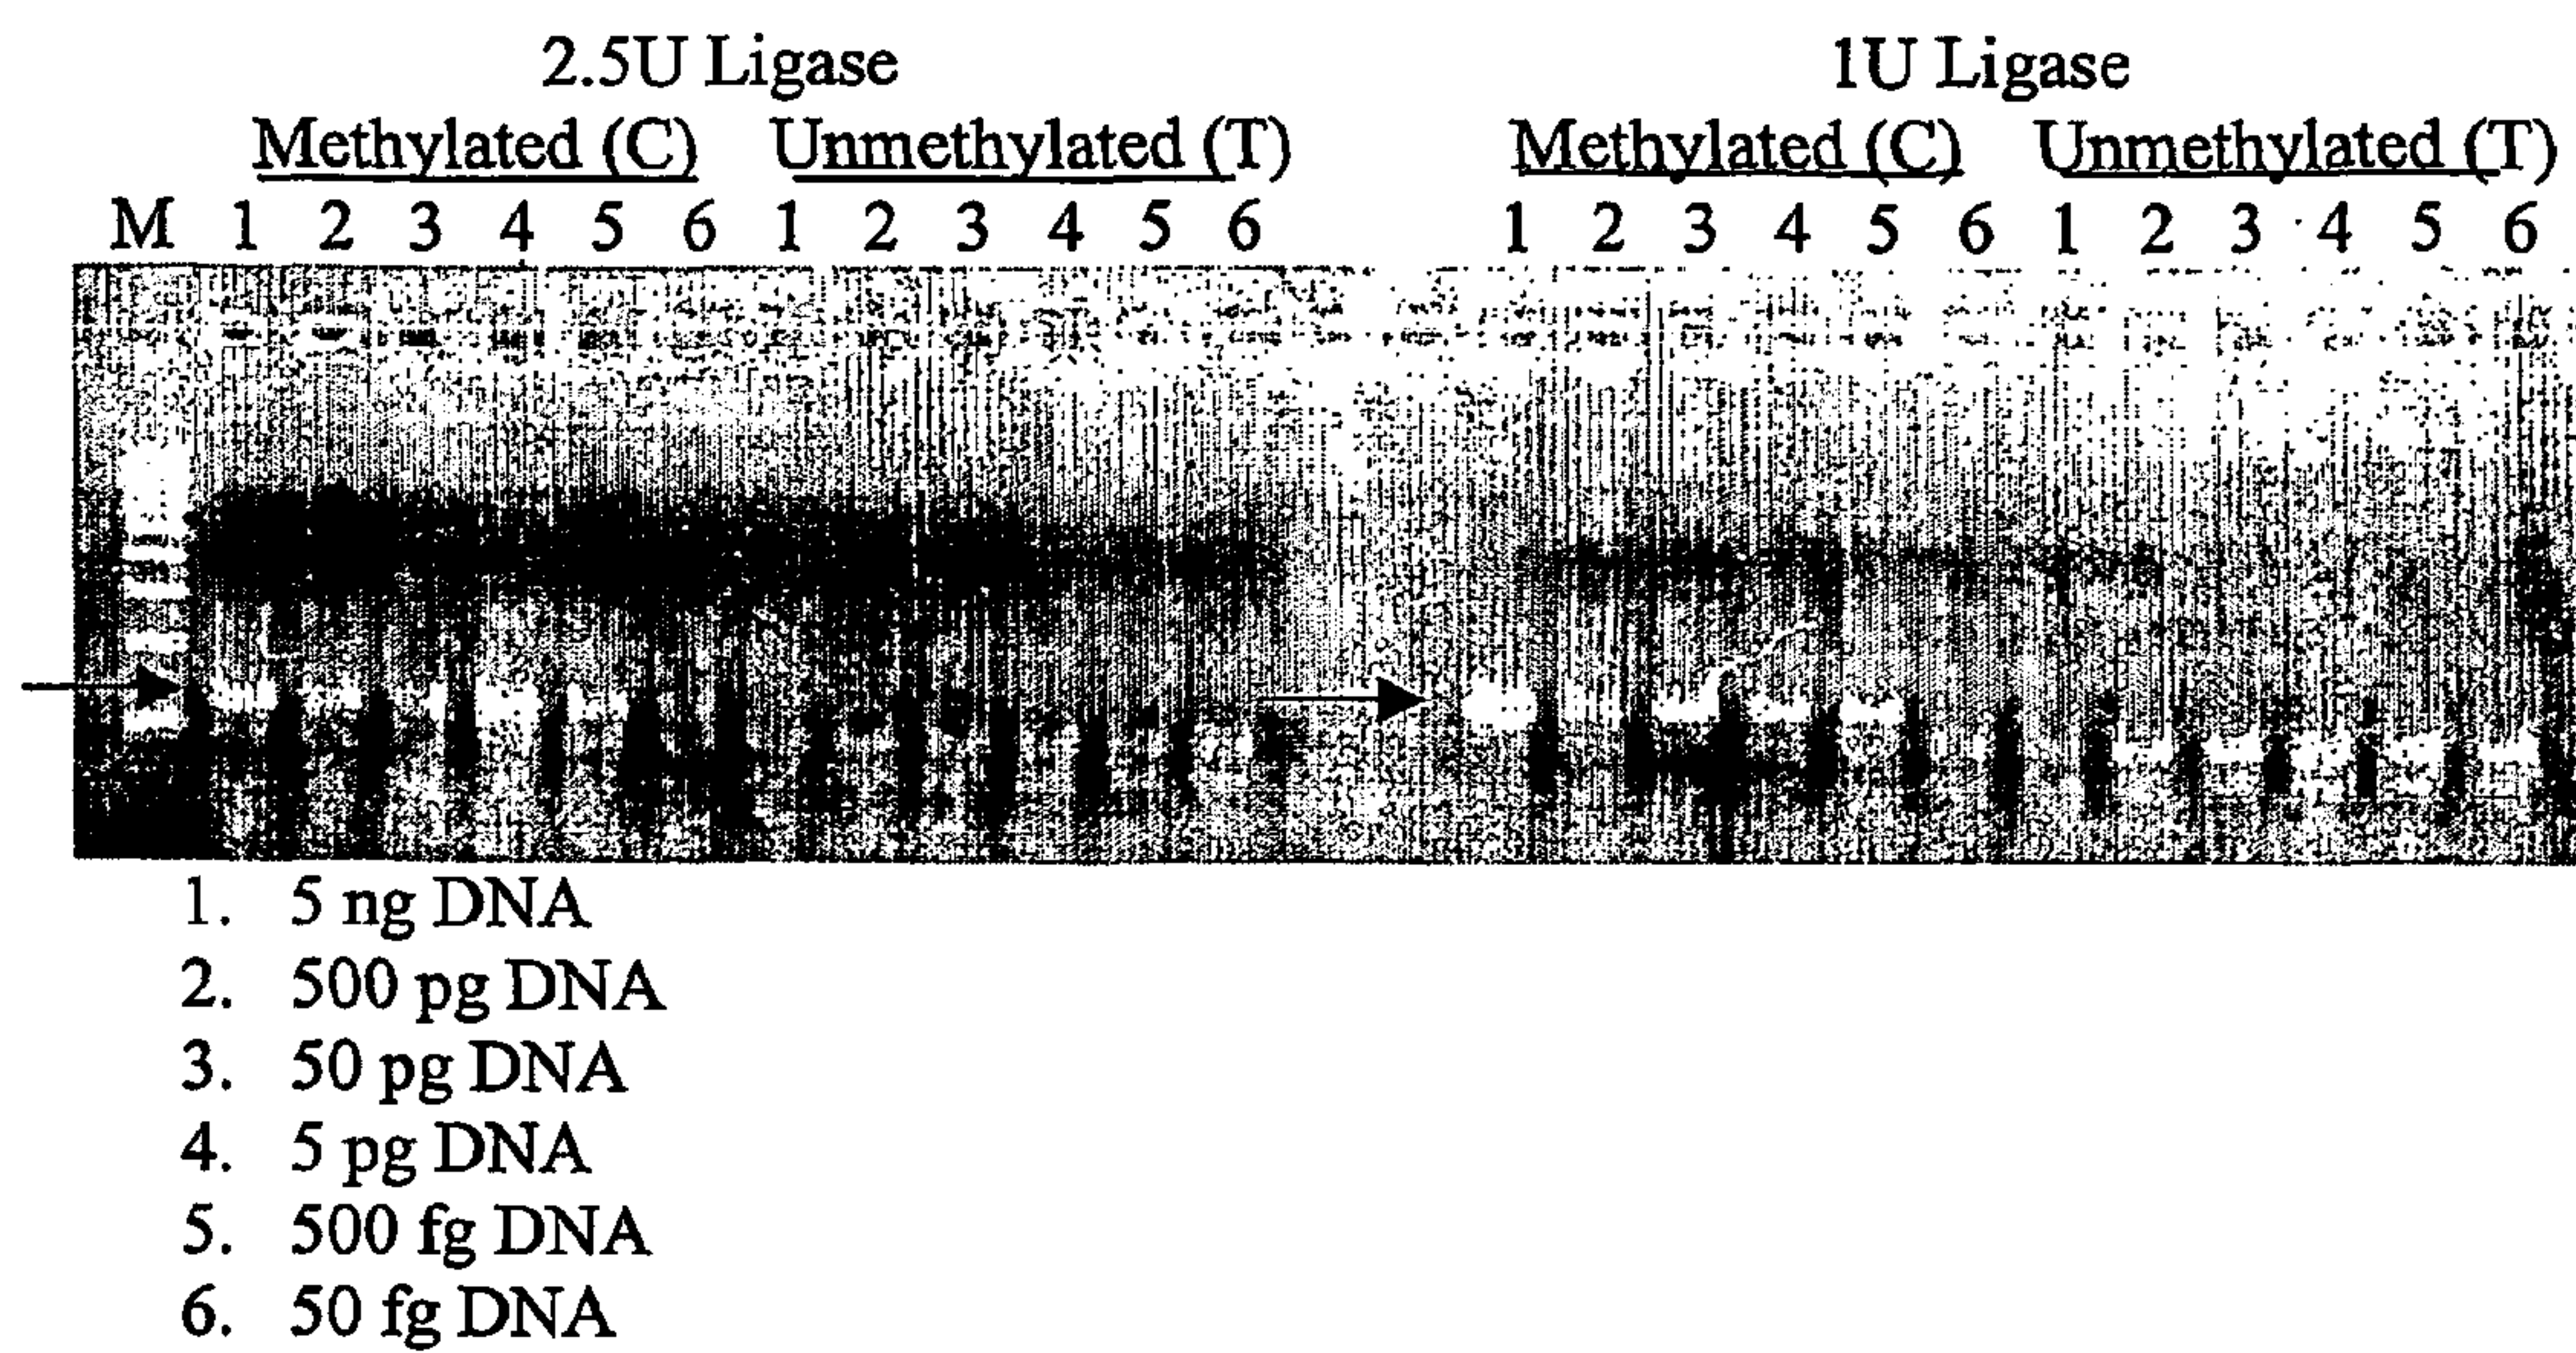 2.5U Ligase 1U Ligase
Methylated (C) Unmethylated (T) Methylated (C) Unmethylated (T)
M 1 2 3 4 5 6 1 2 3 4 5 6 1 2 3 4 5 6 1 2 3 4 5 6
1. 5 ng DNA
2. 500 pg DNA
3. 50 pg DNA
4. 5 pg DNA
5. 500 fg DNA
6. 50 fg DNA